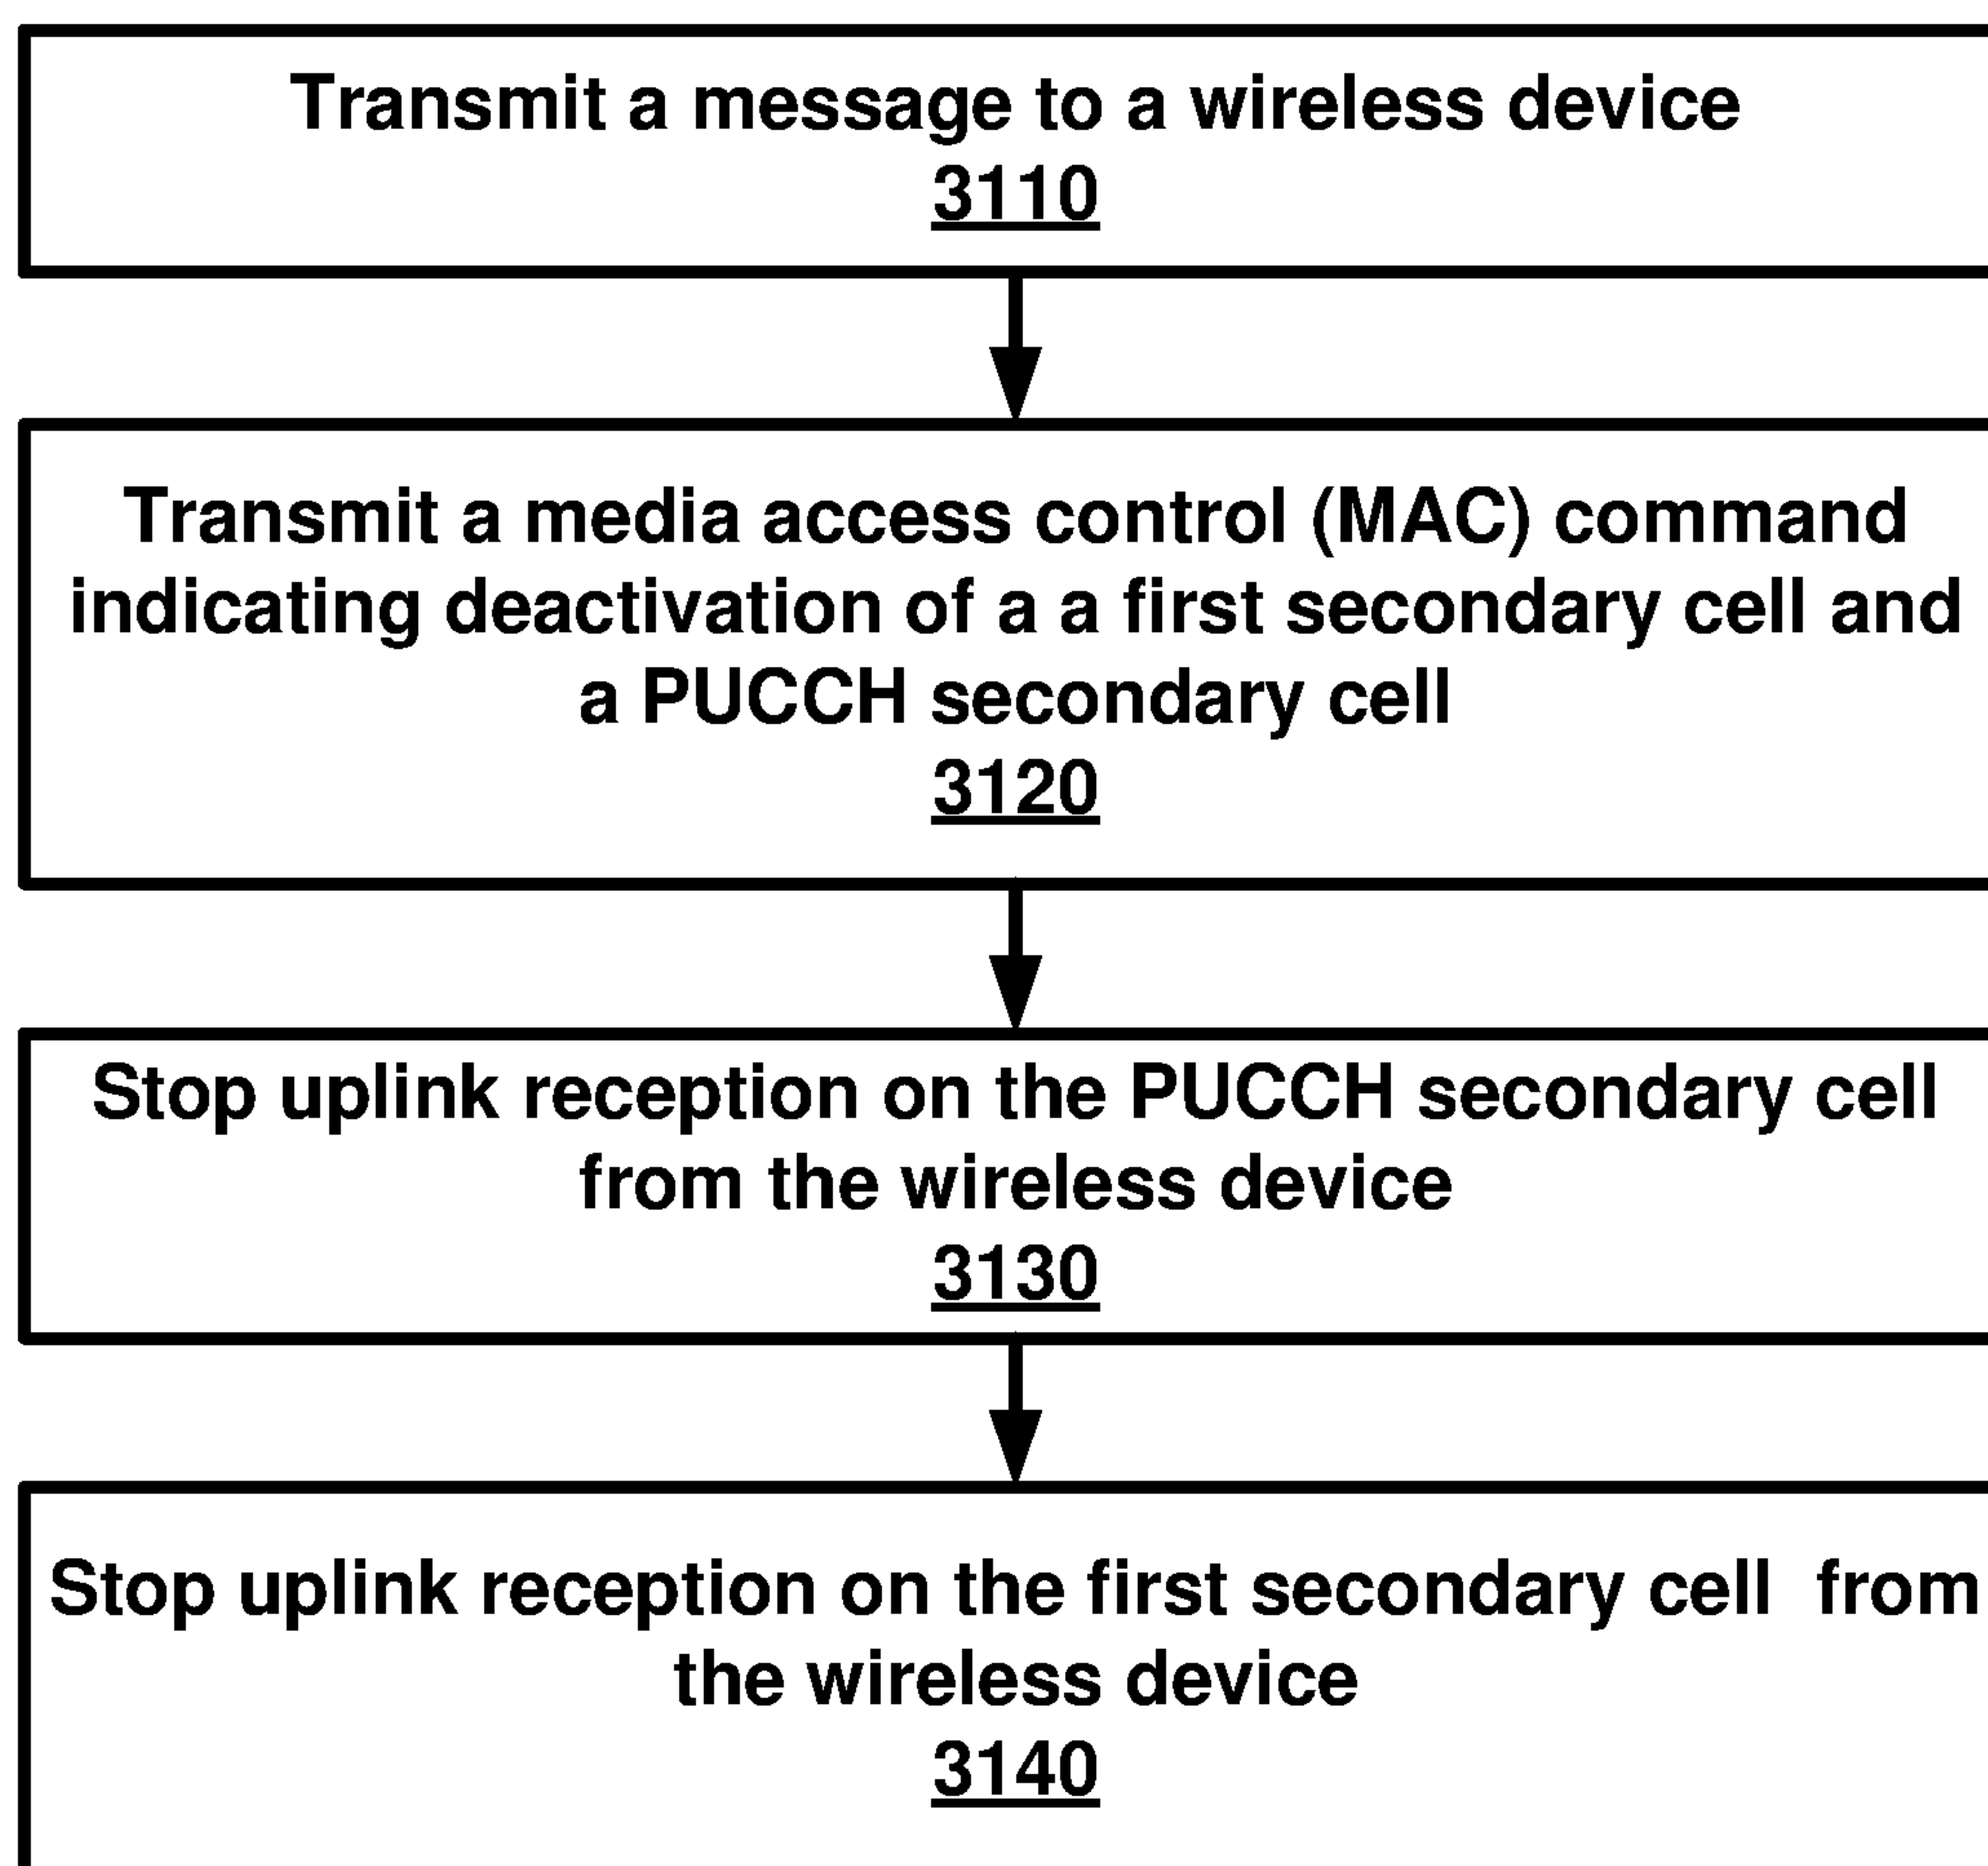 Transmit a message to a wireless device
3110
Transmit a media access control (MAC) command
indicating deactivation of a a first secondary cell and
a PUCCH secondary cell
3120
Stop uplink reception on the PUCCH secondary cell
from the wireless device
3130
Stop uplink reception on the first secondary cell  from
the wireless device
3140